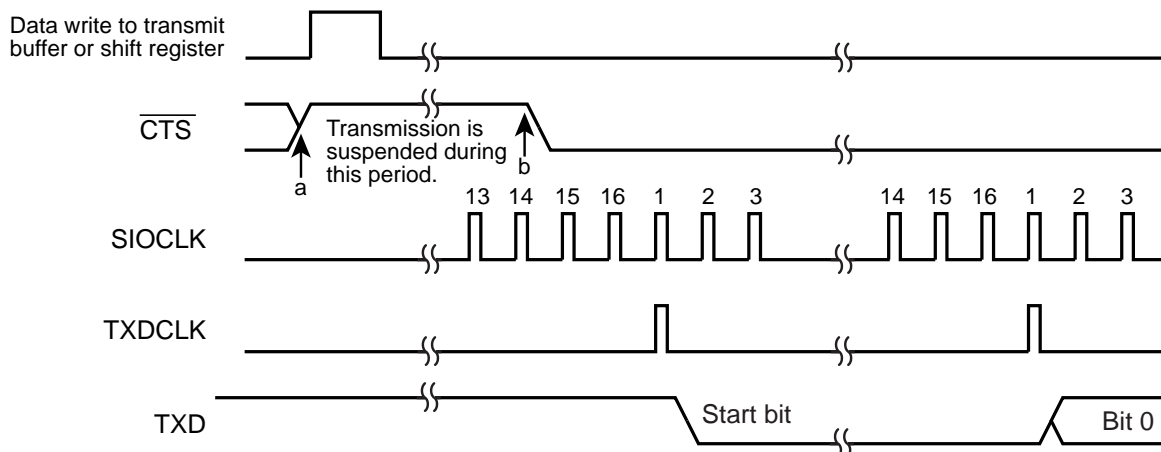 Data write to transmit
buffer or shift register
CTS
Transmission is
suspended during
this period.
a
b
13 14 15 16 1 2 3 14 15 16 1 2 3
SIOCLK
TXDCLK
TXD
Start bit
Bit 0